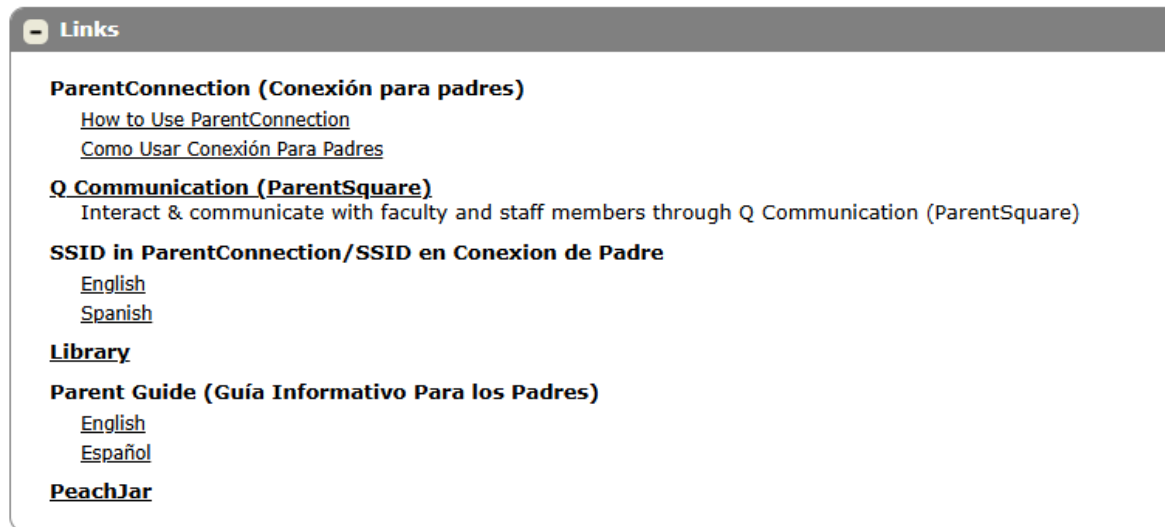 Links
ParentConnection (Conexión para padres)
How to Use ParentConnection
Como Usar Conexión Para Padres
Q Communication (ParentSquare)
Interact & communicate with faculty and staff members through Q Communication (ParentSquare)
SSID in ParentConnection/SSID en Conexion de Padre
English
Spanish
Library
Parent Guide (Guía Informativo Para los Padres)
English
Español
PeachJar